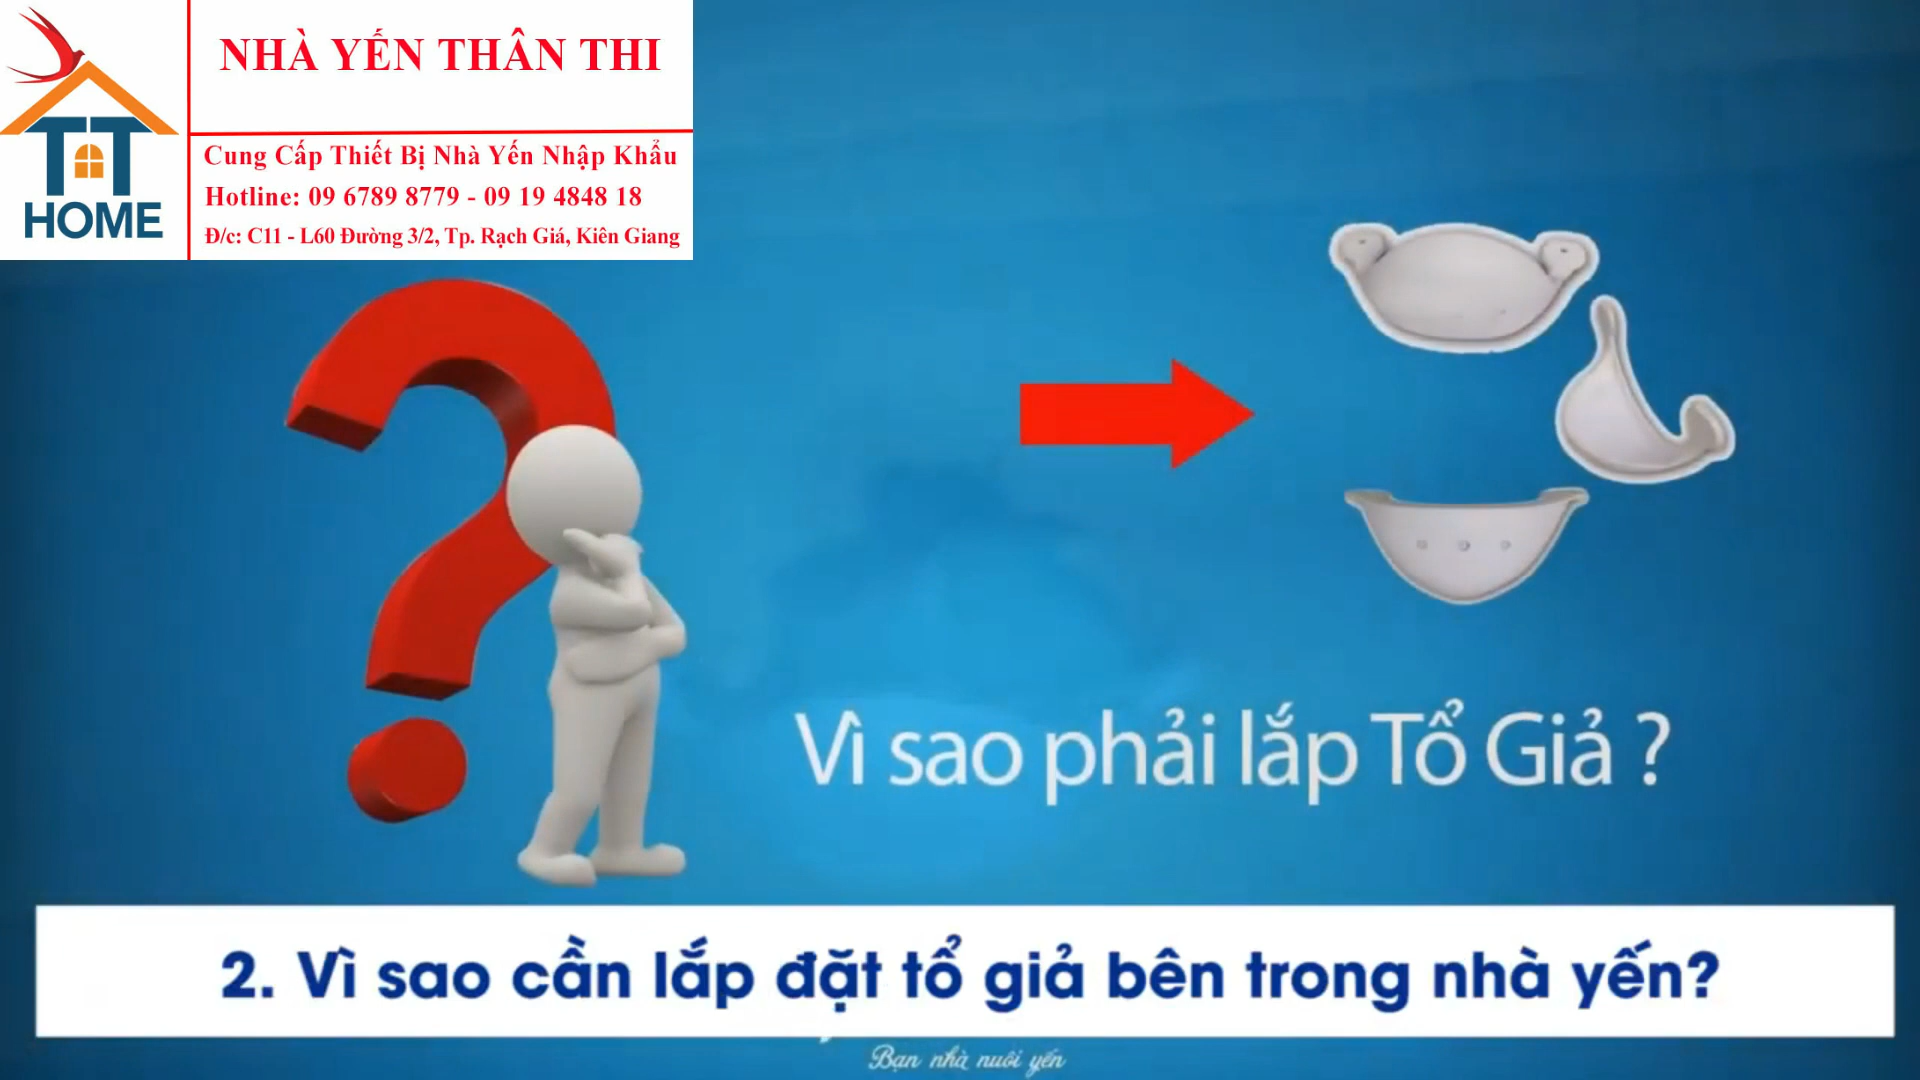 NHÀ YẾN THÂN THI
Cung Cấp Thiết Bị Nhà Yến Nhập Khẩu
Hotline: 09 6789 8779 - 09 19 4848 18
Đ/c: C11 - L60 Đường 3/2, Tp. Rạch Giá, Kiên Giang
TT
HOME
Vì sao phải lắp Tổ Giả ?
2. Vì sao cần lắp đặt tổ giả bên trong nhà yến?
Bạn nhà nuôi yến